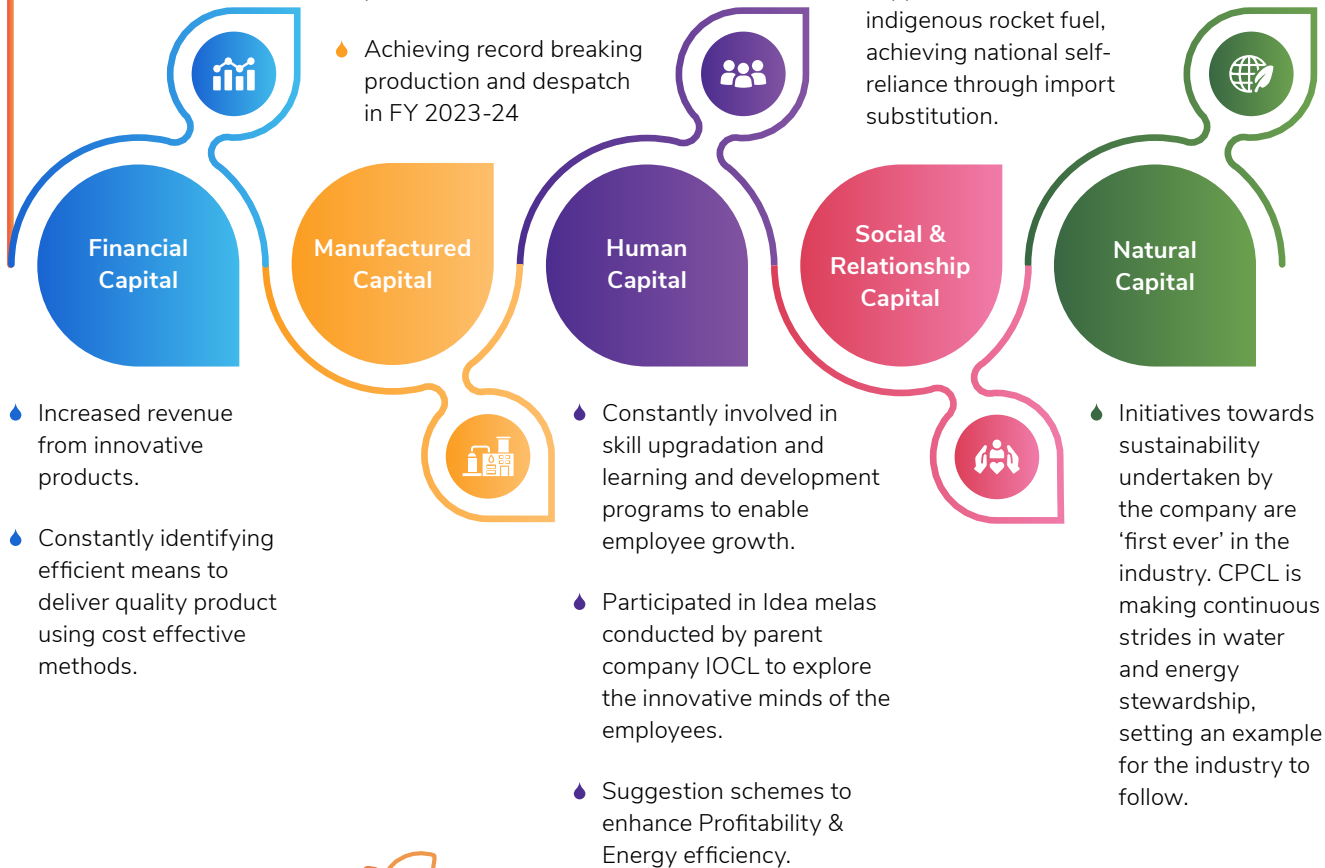 Achieving record breaking
production and despatch
in FY 2023-24
indigenous rocket fuel,
achieving national self-
reliance through import
substitution.
Financial
Capital
Manufactured
Capital
Human
Capital
Social &
Relationship
Capital
Natural
Capital
Increased revenue
from innovative
products.
Constantly identifying
efficient means to
deliver quality product
using cost effective
methods.
Constantly involved in
skill upgradation and
learning and development
programs to enable
employee growth.
Participated in Idea melas
conducted by parent
company IOCL to explore
the innovative minds of the
employees.
Suggestion schemes to
enhance Profitability &
Energy efficiency.
Initiatives towards
sustainability
undertaken by
the company are
‘first ever’ in the
industry. CPCL is
making continuous
strides in water
and energy
stewardship,
setting an example
for the industry to
follow.